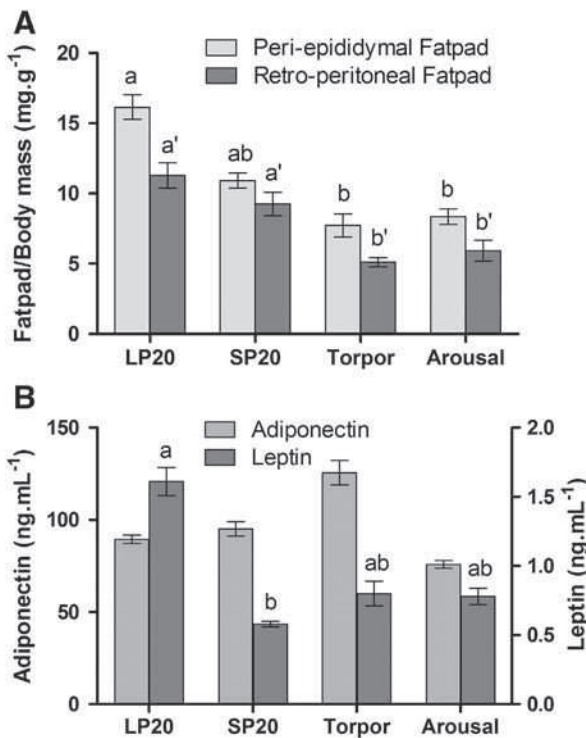 A
Peri-epididymal Fatpad
Retro-peritoneal Fatpad
Fatpad/Body mass (mg.g⁻¹)
20
15
10
5
0
a
a'
ab
a'
b
b'
b
b'
LP20 SP20 Torpor Arousal
B
Adiponectin
Leptin
Adiponectin (ng.mL⁻¹)
150
100
50
0
a
b
ab
ab
2.0
1.5
1.0
0.5
0.0
Leptin (ng.mL⁻¹)
LP20 SP20 Torpor Arousal